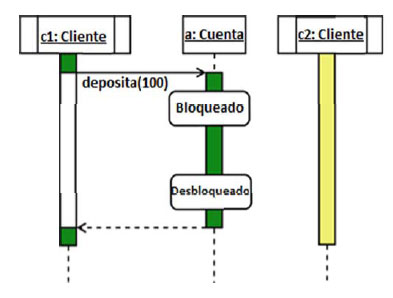 c1: Cliente
a: Cuenta
c2: Cliente
deposita(100)
Bloqueado
Desbloqueado